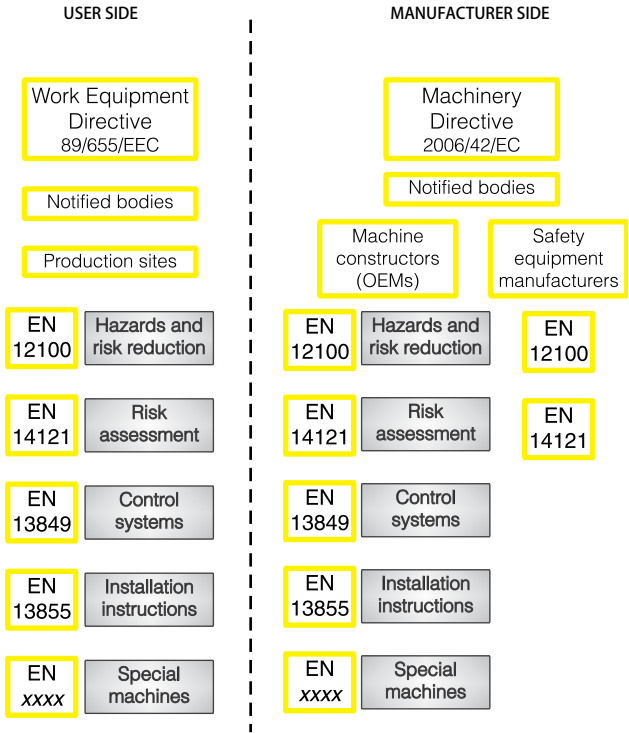 USER SIDE
Work Equipment
Directive
89/655/EEC
Notified bodies
Production sites
EN
12100
Hazards and
risk reduction
EN
14121
Risk
assessment
EN
13849
Control
systems
EN
13855
Installation
instructions
EN
xxxx
Special
machines
MANUFACTURER SIDE
Machinery
Directive
2006/42/EC
Notified bodies
Machine
constructors
(OEMs)
Safety
equipment
manufacturers
EN
12100
Hazards and
risk reduction
EN
12100
EN
14121
Risk
assessment
EN
14121
EN
13849
Control
systems
EN
13855
Installation
instructions
EN
xxxx
Special
machines